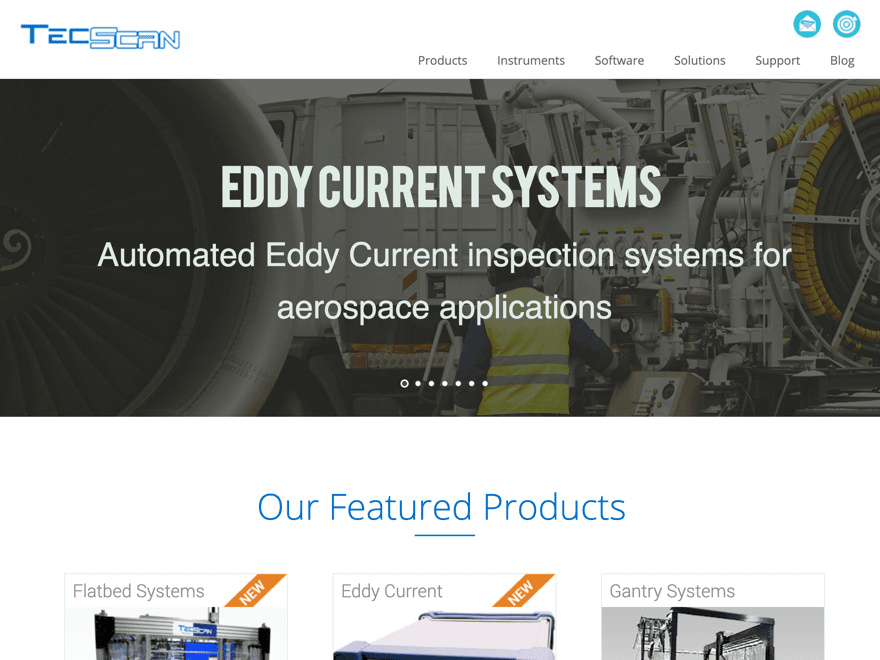 TecScan
Products Instruments Software Solutions Support Blog
EDDY CURRENT SYSTEMS
Automated Eddy Current inspection systems for
aerospace applications
Our Featured Products
Flatbed Systems NEW
Eddy Current NEW
Gantry Systems
TecScan